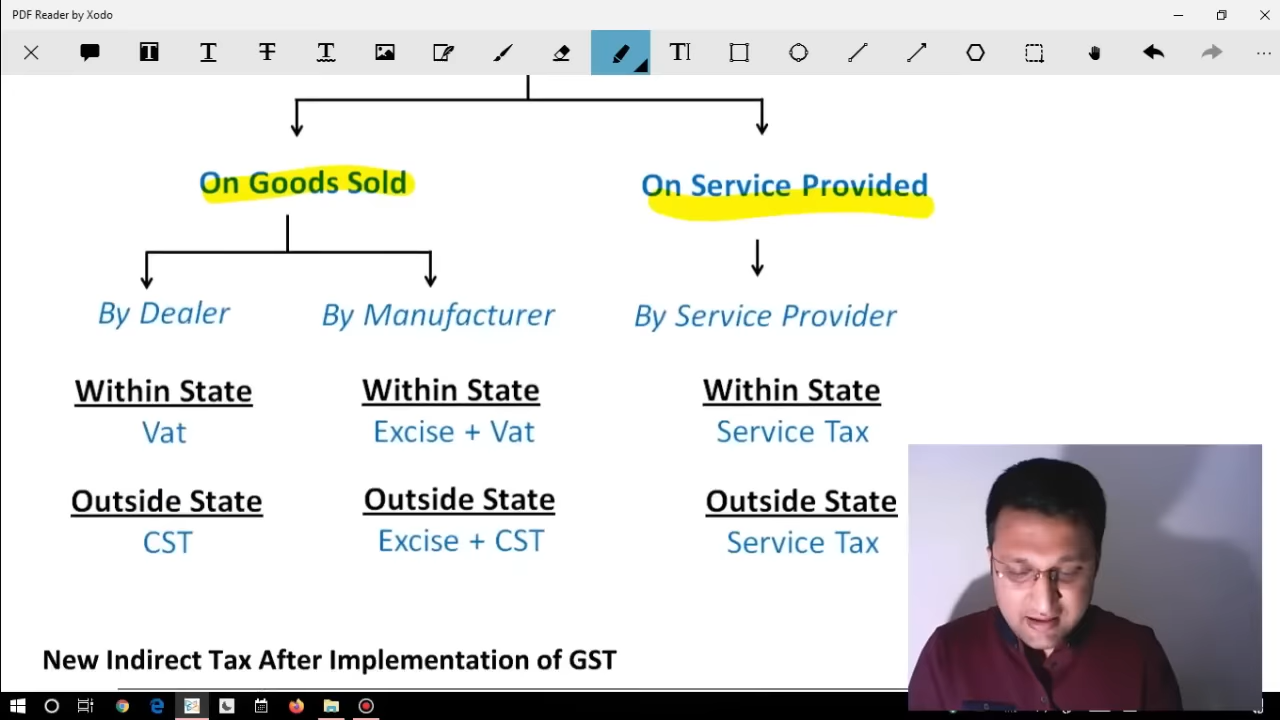 PDF Reader by Xodo
On Goods Sold
On Service Provided
By Dealer
By Manufacturer
By Service Provider
Within State
Vat
Within State
Excise + Vat
Within State
Service Tax
Outside State
CST
Outside State
Excise + CST
Outside State
Service Tax
New Indirect Tax After Implementation of GST